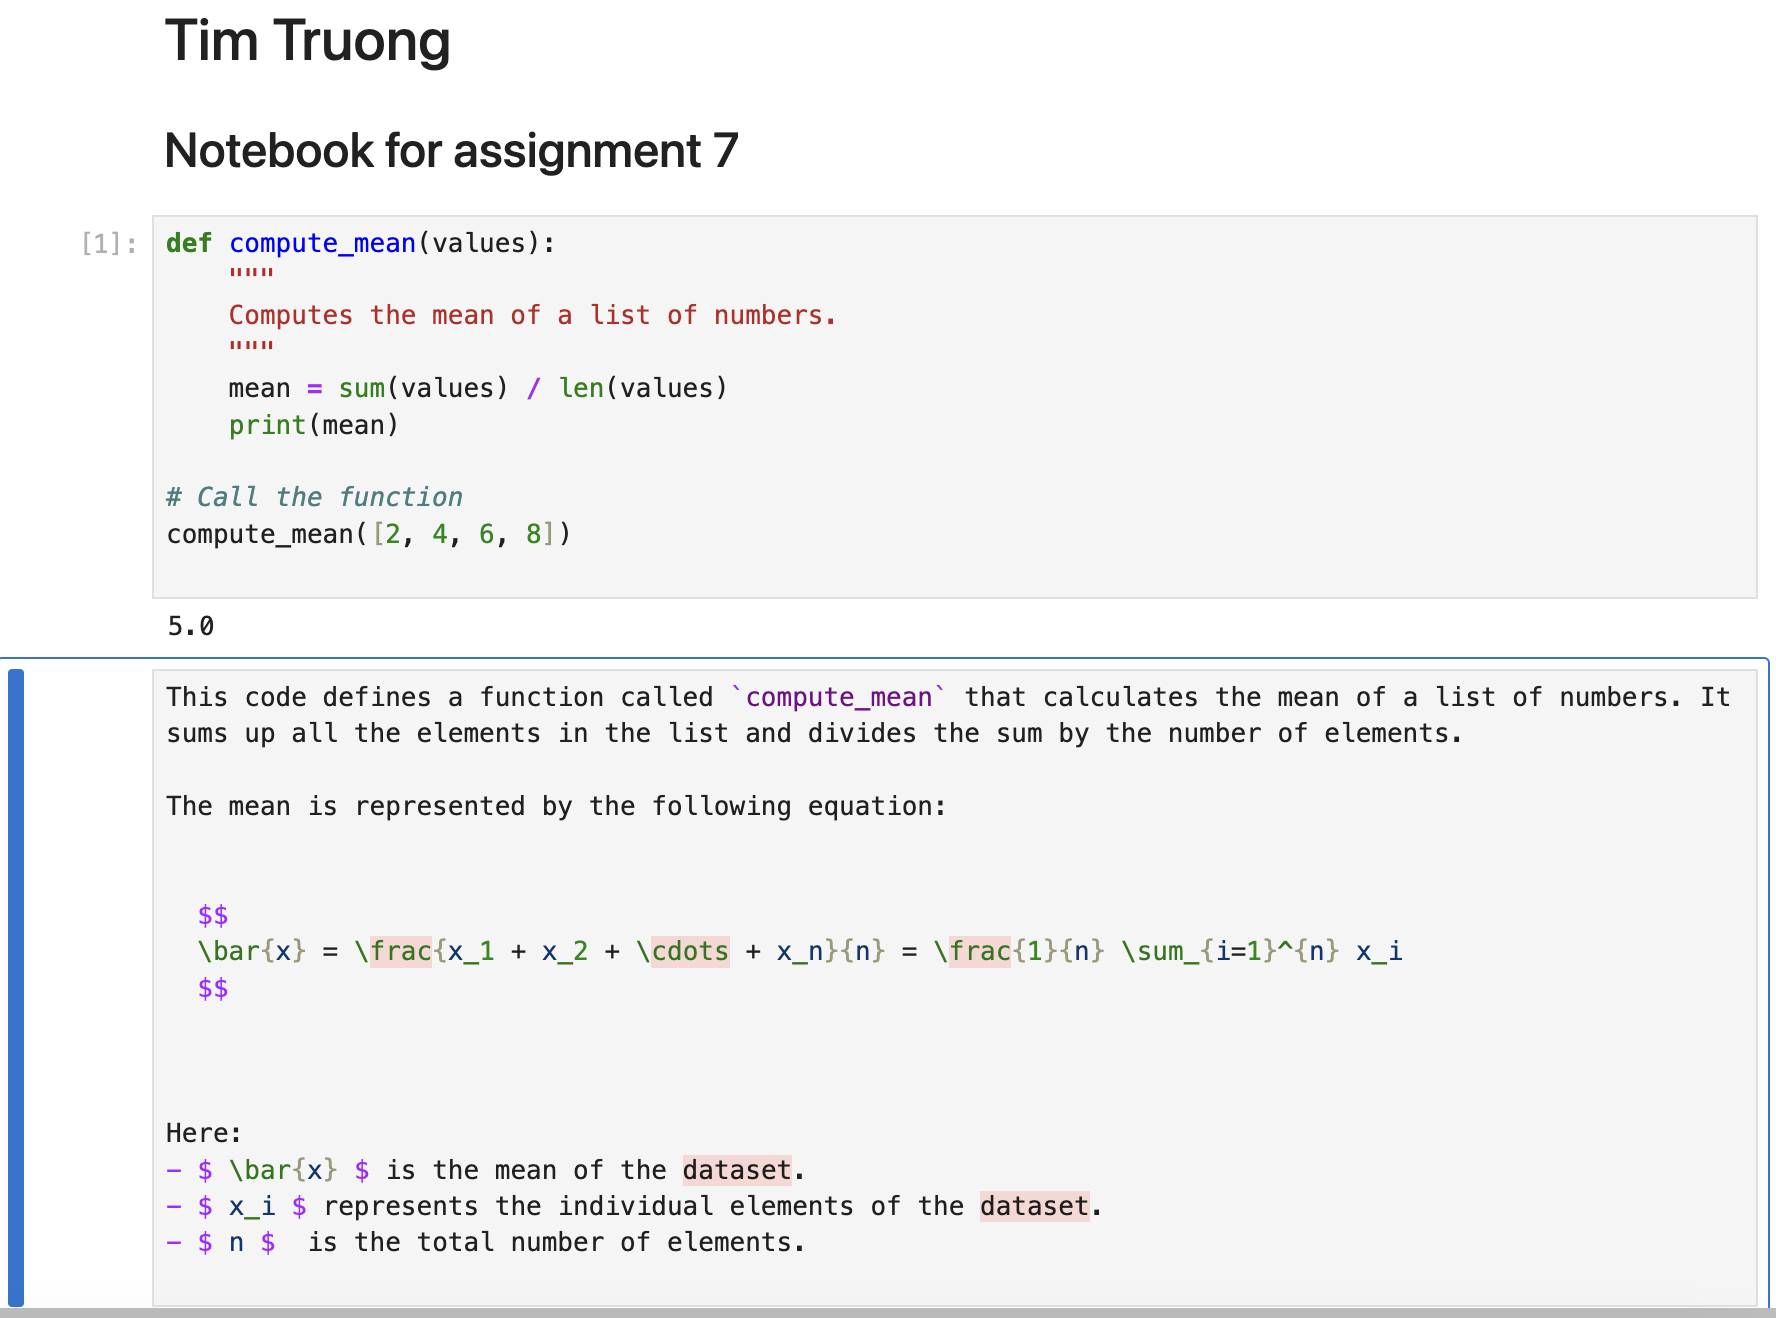 Tim Truong
Notebook for assignment 7
[1]:
def compute_mean(values):
    """
    Computes the mean of a list of numbers.
    """
    mean = sum(values) / len(values)
    print(mean)
# Call the function
compute_mean([2, 4, 6, 8])
5.0
This code defines a function called `compute_mean` that calculates the mean of a list of numbers. It
sums up all the elements in the list and divides the sum by the number of elements.
The mean is represented by the following equation:
  $$
  \bar{x} = \frac{x_1 + x_2 + \cdots + x_n}{n} = \frac{1}{n} \sum_{i=1}^{n} x_i
  $$
Here:
- $ \bar{x} $ is the mean of the dataset.
- $ x_i $ represents the individual elements of the dataset.
- $ n $  is the total number of elements.